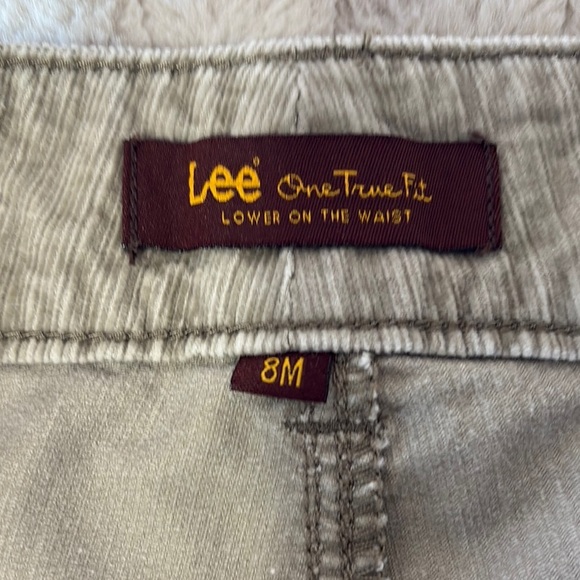 Lee® One True Fit
LOWER ON THE WAIST
8M